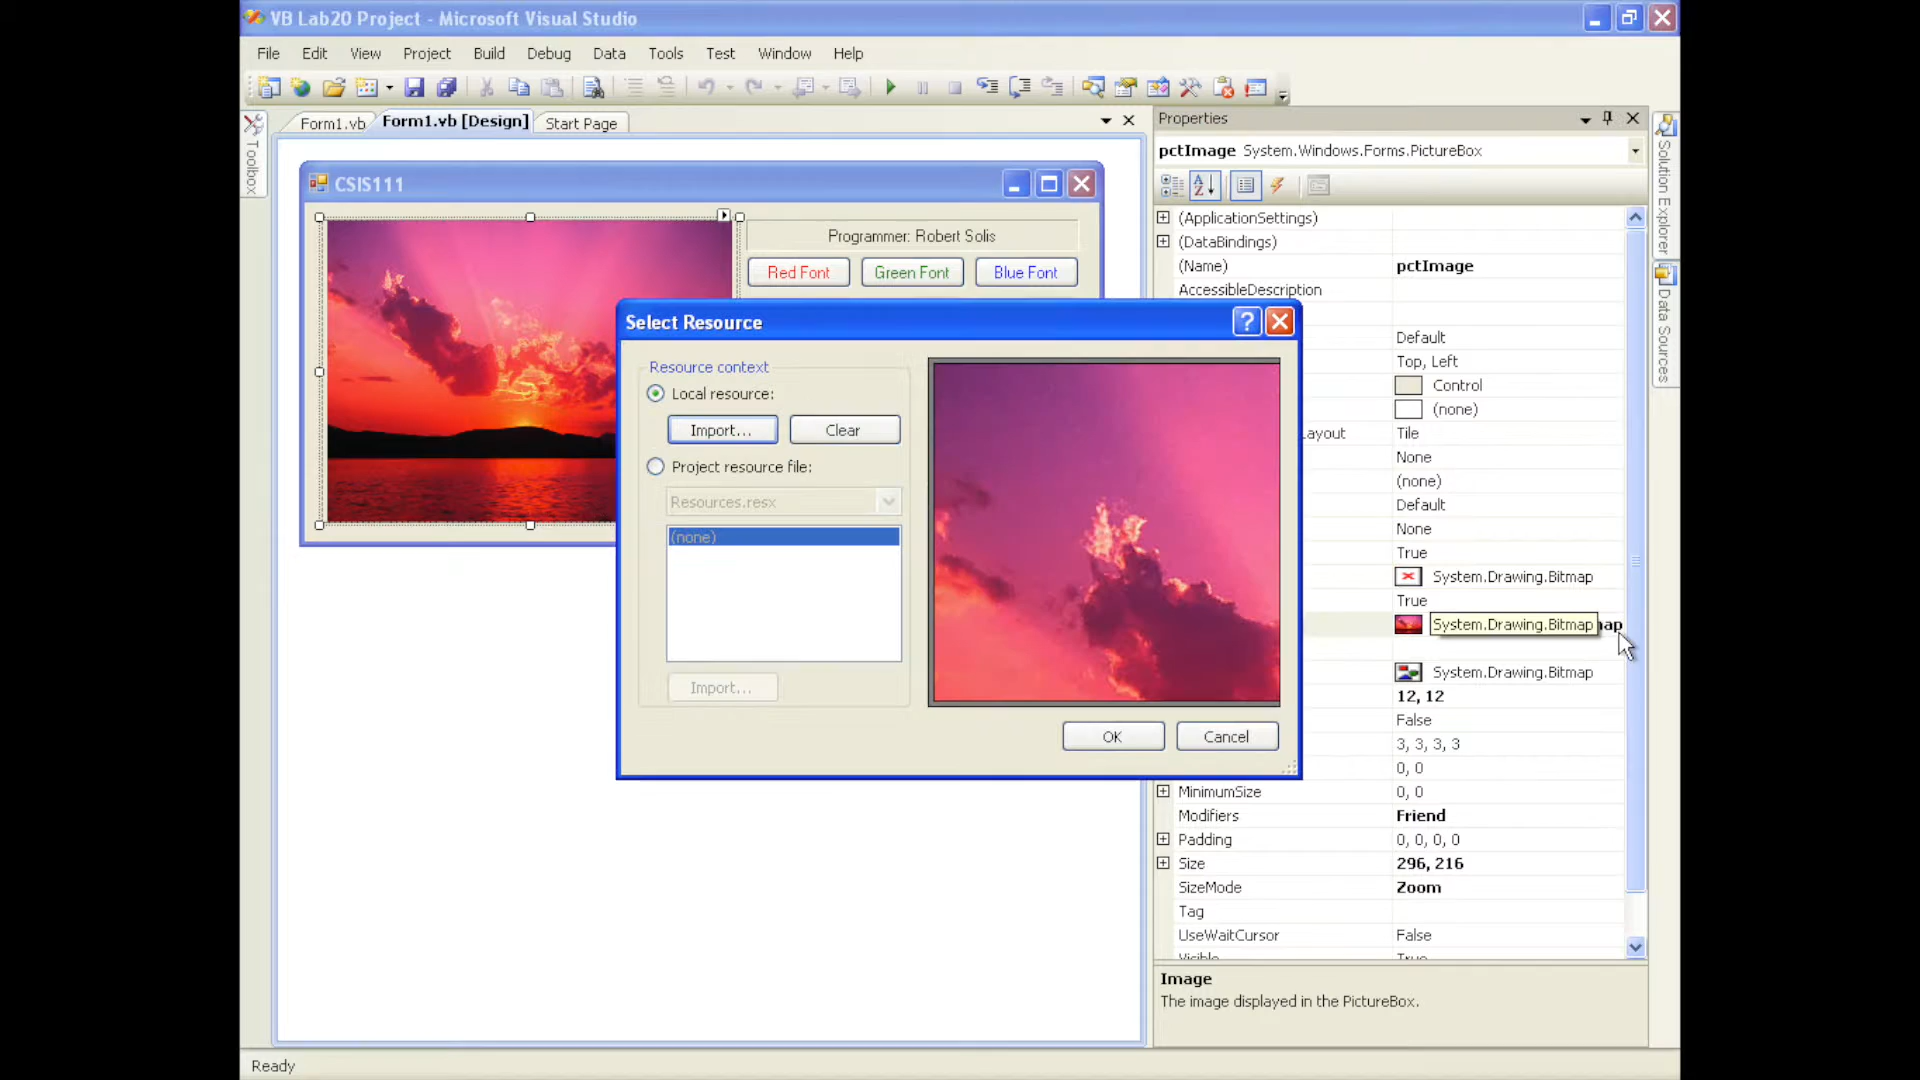 VB Lab20 Project - Microsoft Visual Studio
File Edit View Project Build Debug Data Tools Test Window Help
Form1.vb Form1.vb [Design] Start Page
Toolbox
CSIS111
Programmer: Robert Solis
Red Font Green Font Blue Font
Select Resource
Resource context
Local resource:
Import... Clear
Project resource file:
Resources.resx
(none)
Import...
OK Cancel
Properties
pctImage System.Windows.Forms.PictureBox
(ApplicationSettings)
(DataBindings)
(Name) pctImage
AccessibleDescription
Default
Top, Left
Control
(none)
Layout Tile
None
(none)
Default
None
True
System.Drawing.Bitmap
True
System.Drawing.Bitmap
System.Drawing.Bitmap
12, 12
False
3, 3, 3, 3
0, 0
MinimumSize 0, 0
Modifiers Friend
Padding 0, 0, 0, 0
Size 296, 216
SizeMode Zoom
Tag
UseWaitCursor False
Visible True
Image
The image displayed in the PictureBox.
Solution Explorer
Data Sources
Ready